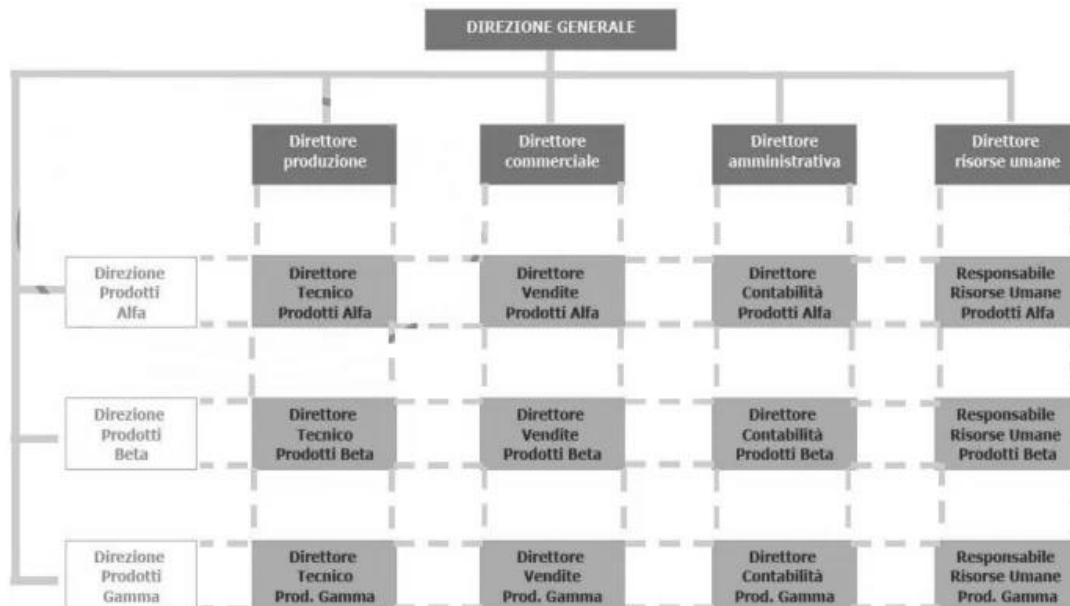 DIREZIONE GENERALE
Direttore
produzione
Direttore
commerciale
Direttore
amministrativa
Direttore
risorse umane
Direzione
Prodotti
Alfa
Direttore
Tecnico
Prodotti Alfa
Direttore
Vendite
Prodotti Alfa
Direttore
Contabilità
Prodotti Alfa
Responsabile
Risorse Umane
Prodotti Alfa
Direzione
Prodotti
Beta
Direttore
Tecnico
Prodotti Beta
Direttore
Vendite
Prodotti Beta
Direttore
Contabilità
Prodotti Beta
Responsabile
Risorse Umane
Prodotti Beta
Direzione
Prodotti
Gamma
Direttore
Tecnico
Prod. Gamma
Direttore
Vendite
Prod. Gamma
Direttore
Contabilità
Prod. Gamma
Responsabile
Risorse Umane
Prod. Gamma